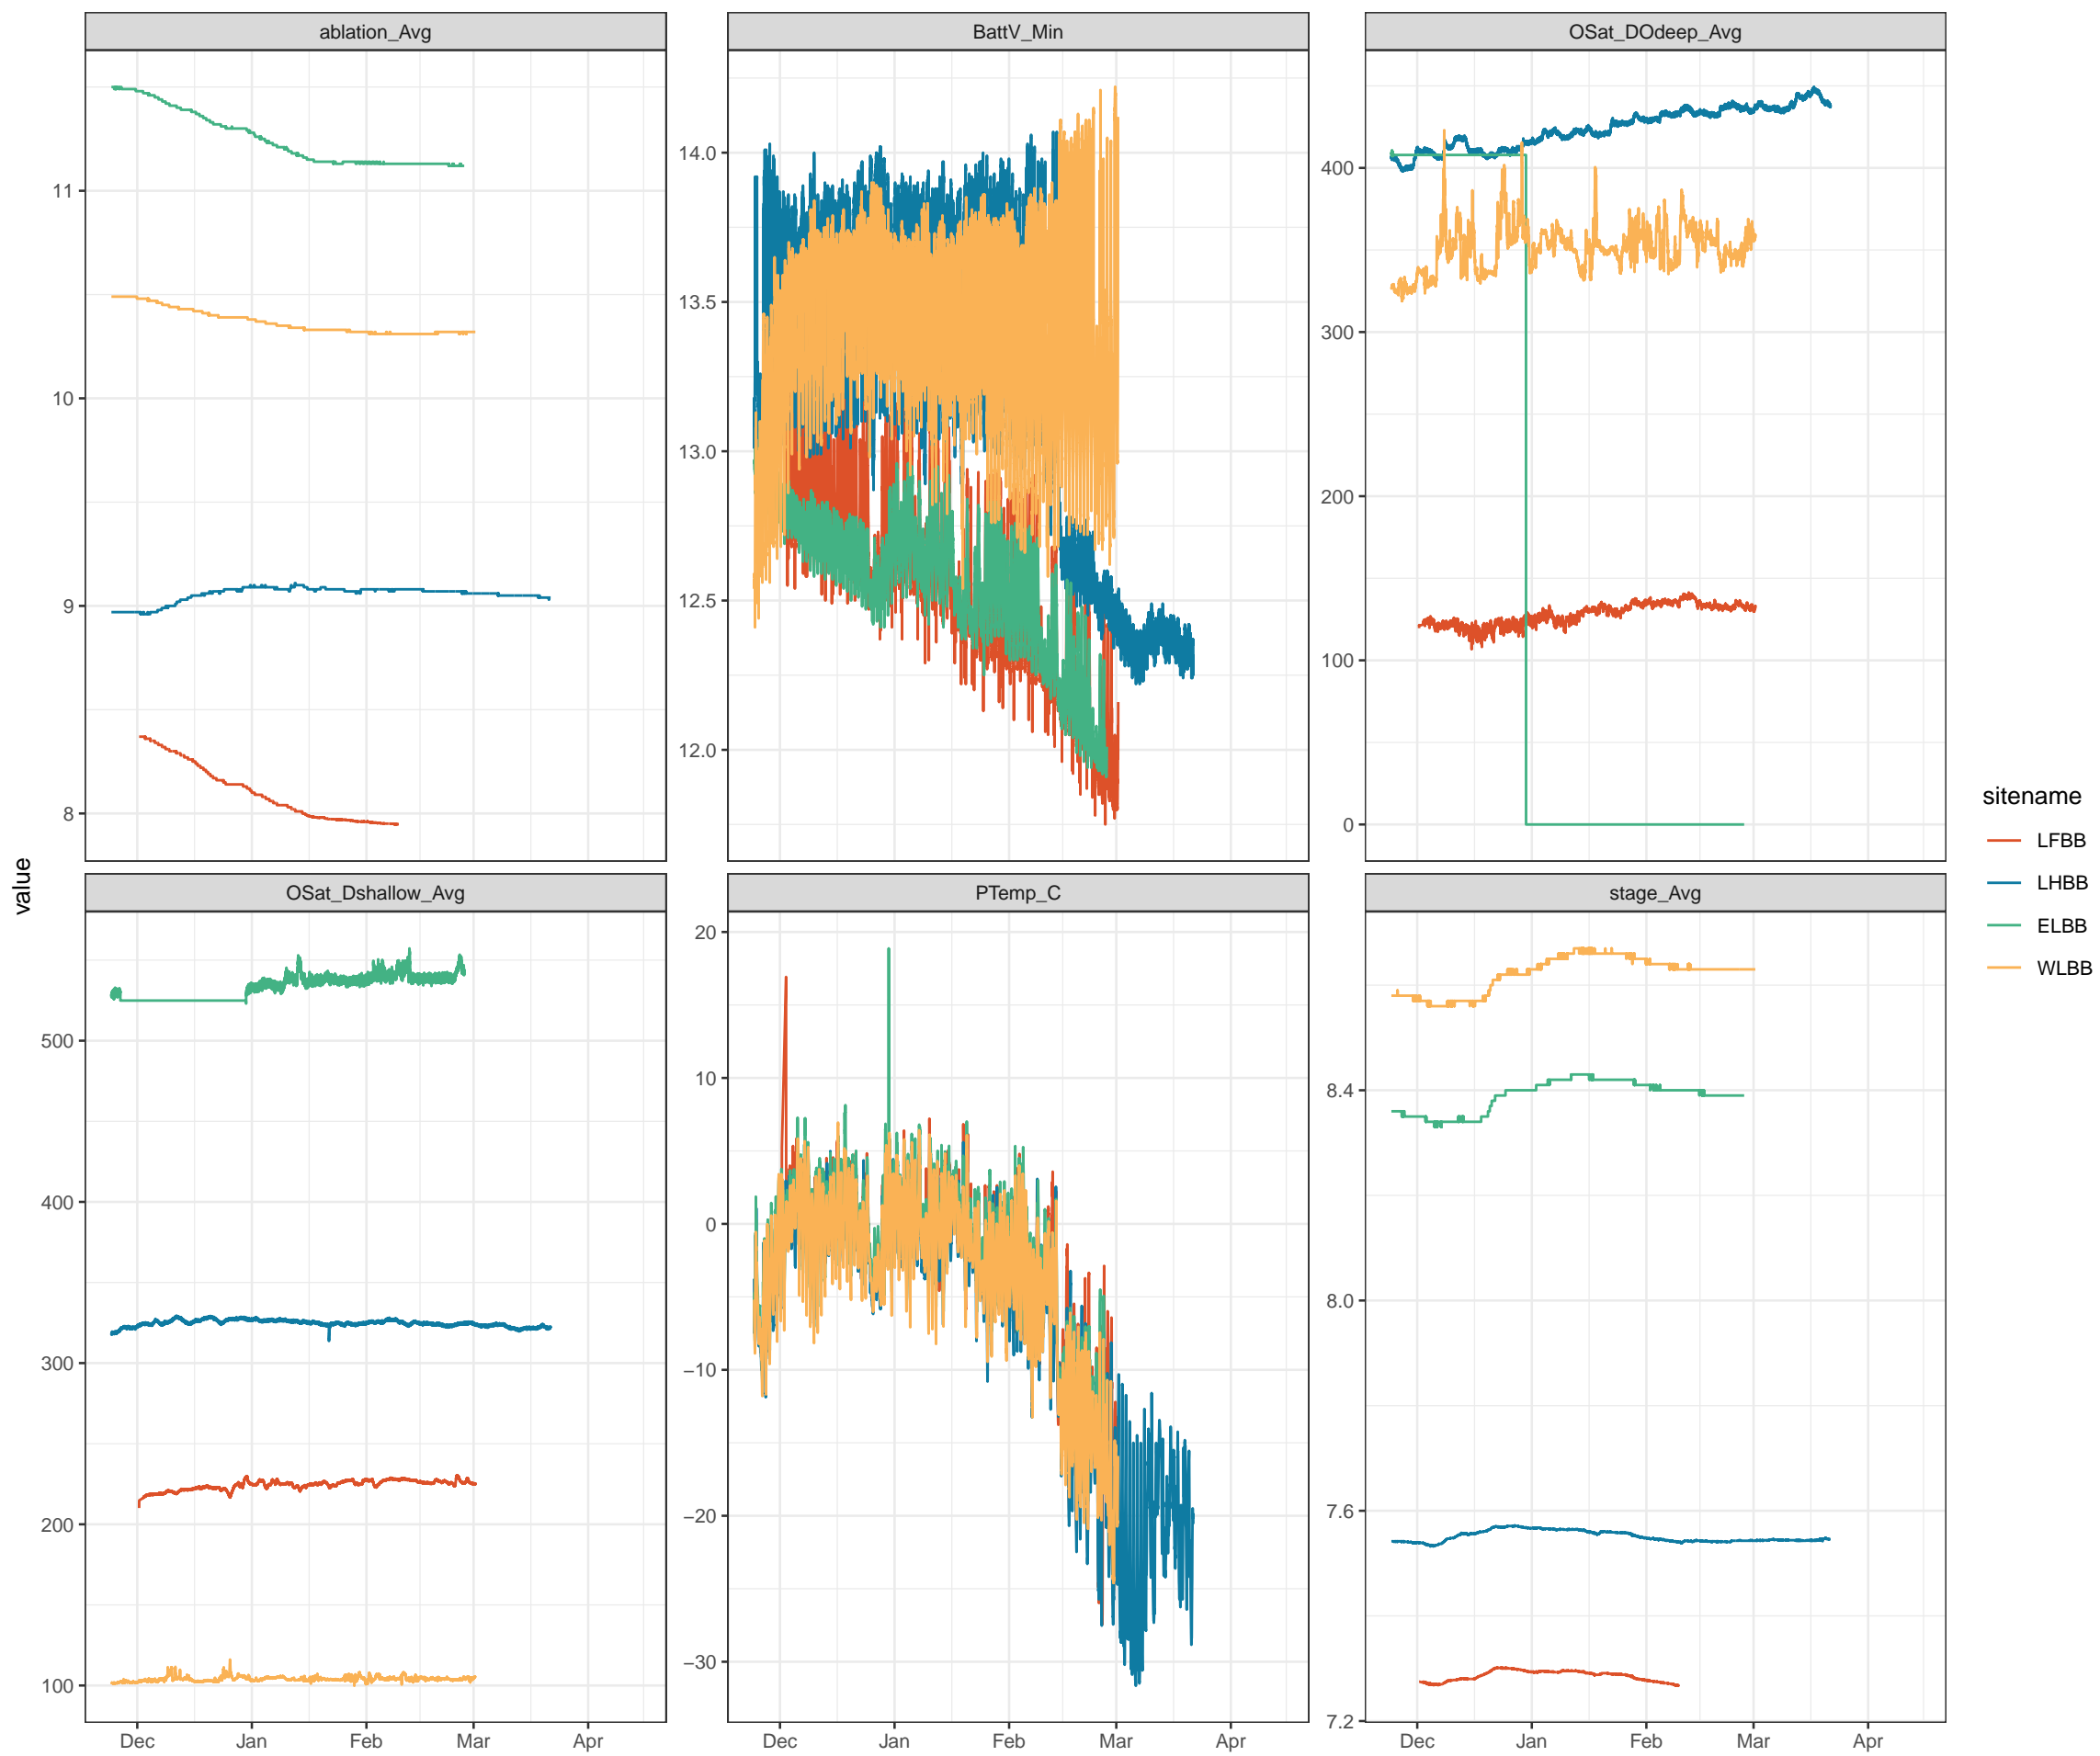 ablation_Avg
BattV_Min
OSat_DOdeep_Avg
11
10
9
8
14.0
13.5
13.0
12.5
12.0
400
300
200
100
0
value
OSat_Dshallow_Avg
PTemp_C
stage_Avg
500
400
300
200
100
20
10
0
−10
−20
−30
8.4
8.0
7.6
7.2
Dec Jan Feb Mar Apr
Dec Jan Feb Mar Apr
Dec Jan Feb Mar Apr
sitename
LFBB
LHBB
ELBB
WLBB